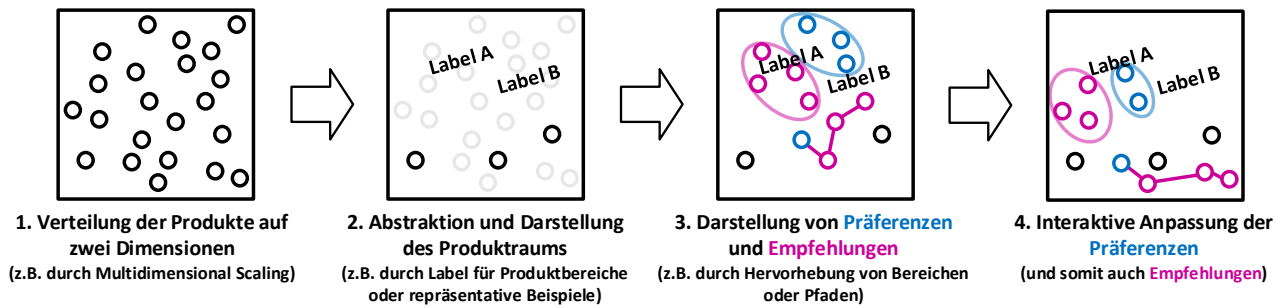 Label A
Label B
Label A
Label B
Label A
Label B
1. Verteilung der Produkte auf
zwei Dimensionen
(z.B. durch Multidimensional Scaling)
2. Abstraktion und Darstellung
des Produktraums
(z.B. durch Label für Produktbereiche
oder repräsentative Beispiele)
3. Darstellung von Präferenzen
und Empfehlungen
(z.B. durch Hervorhebung von Bereichen
oder Pfaden)
4. Interaktive Anpassung der
Präferenzen
(und somit auch Empfehlungen)